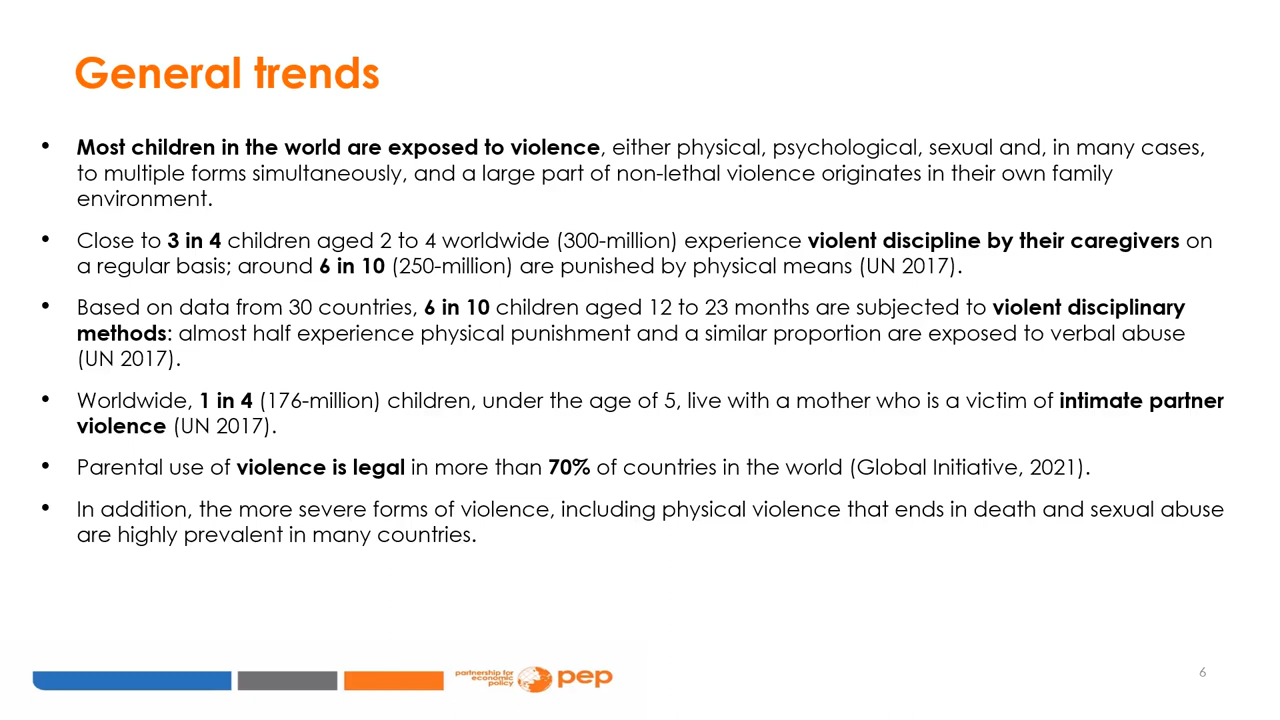 General trends
• Most children in the world are exposed to violence, either physical, psychological, sexual and, in many cases,
to multiple forms simultaneously, and a large part of non-lethal violence originates in their own family
environment.
• Close to 3 in 4 children aged 2 to 4 worldwide (300-million) experience violent discipline by their caregivers on
a regular basis; around 6 in 10 (250-million) are punished by physical means (UN 2017).
• Based on data from 30 countries, 6 in 10 children aged 12 to 23 months are subjected to violent disciplinary
methods: almost half experience physical punishment and a similar proportion are exposed to verbal abuse
(UN 2017).
• Worldwide, 1 in 4 (176-million) children, under the age of 5, live with a mother who is a victim of intimate partner
violence (UN 2017).
• Parental use of violence is legal in more than 70% of countries in the world (Global Initiative, 2021).
• In addition, the more severe forms of violence, including physical violence that ends in death and sexual abuse
are highly prevalent in many countries.
partnership for
economic
policy
pep
6